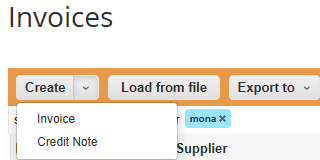 Invoices
Create Load from file Export to
mona ×
Invoice
Credit Note
Supplier